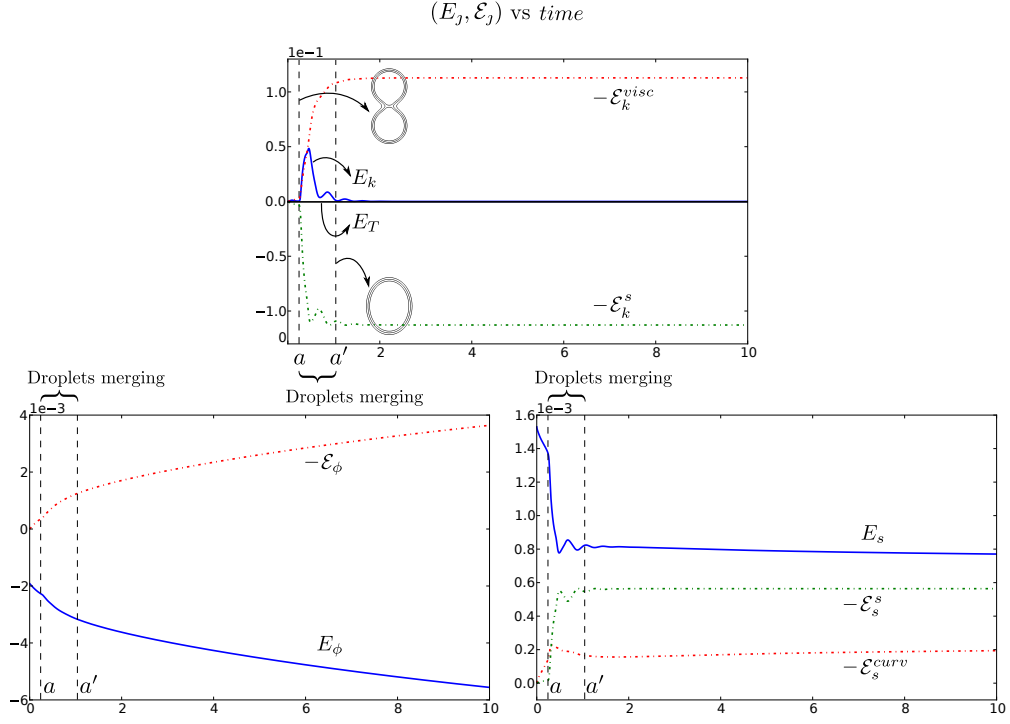 (E_J, ℰ_J) vs time
1e−1
1.0
0.5
0.0
−0.5
−1.0
0
−ℰ_k^{visc}
E_k
E_T
−ℰ_k^s
2 4 6 8 10
a a′
Droplets merging
Droplets merging
1e−3
4
2
0
−2
−4
−6
−ℰ_ϕ
E_ϕ
a a′
0 2 4 6 8 10
Droplets merging
1e−3
1.6
1.4
1.2
1.0
0.8
0.6
0.4
0.2
0.0
E_s
−ℰ_s^s
−ℰ_s^{curv}
a a′
0 2 4 6 8 10